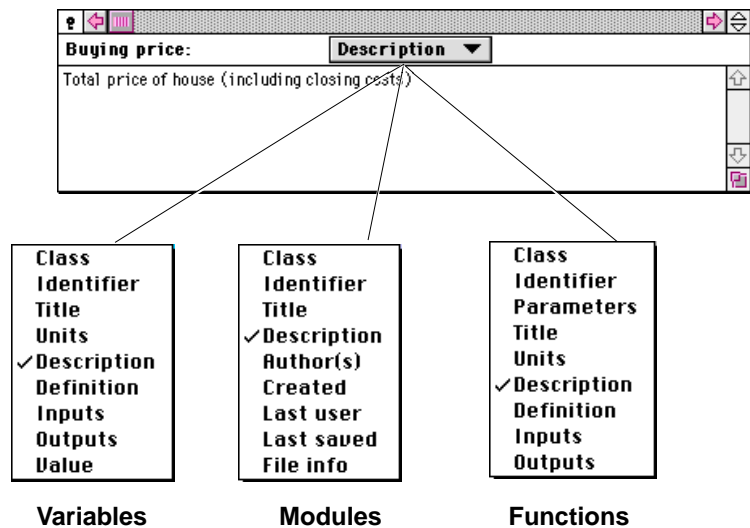 Buying price: Description
Total price of house (including closing costs)
Class
Identifier
Title
Units
✓Description
Definition
Inputs
Outputs
Value
Variables
Class
Identifier
Title
✓Description
Author(s)
Created
Last user
Last saved
File info
Modules
Class
Identifier
Parameters
Title
Units
✓Description
Definition
Inputs
Outputs
Functions